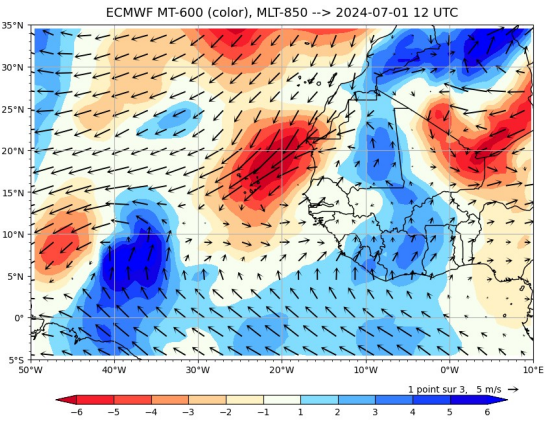 ECMWF MT-600 (color), MLT-850 --> 2024-07-01 12 UTC
35°N
30°N
25°N
20°N
15°N
10°N
5°N
0°
5°S
50°W 40°W 30°W 20°W 10°W 0°W 10°E
1 point sur 3, 5 m/s
−6 −5 −4 −3 −2 −1 1 2 3 4 5 6